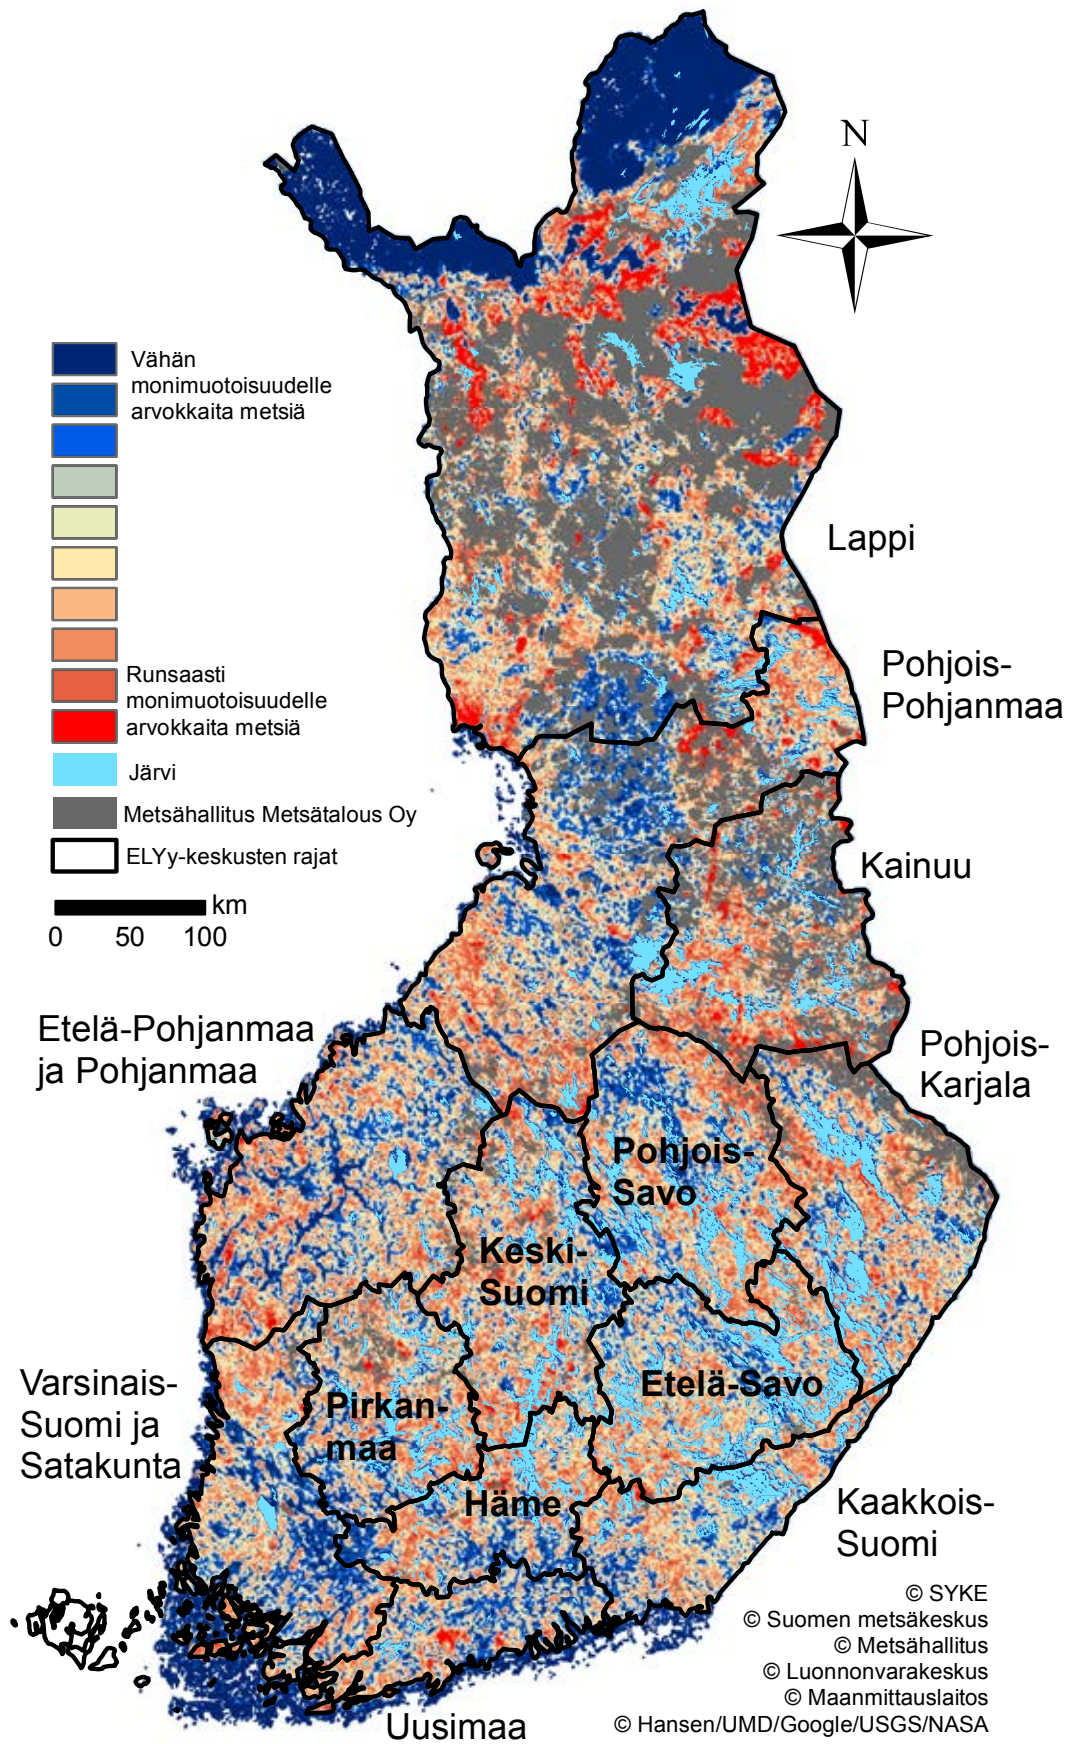 N
Vähän
monimuotoisuudelle
arvokkaita metsiä
Runsaasti
monimuotoisuudelle
arvokkaita metsiä
Järvi
Metsähallitus Metsätalous Oy
ELYy-keskusten rajat
km
0 50 100
Lappi
Pohjois-
Pohjanmaa
Kainuu
Etelä-Pohjanmaa
ja Pohjanmaa
Pohjois-
Karjala
Pohjois-
Savo
Keski-
Suomi
Etelä-Savo
Varsinais-
Suomi ja
Satakunta
Pirkan-
maa
Häme
Kaakkois-
Suomi
Uusimaa
© SYKE
© Suomen metsäkeskus
© Metsähallitus
© Luonnonvarakeskus
© Maanmittauslaitos
© Hansen/UMD/Google/USGS/NASA